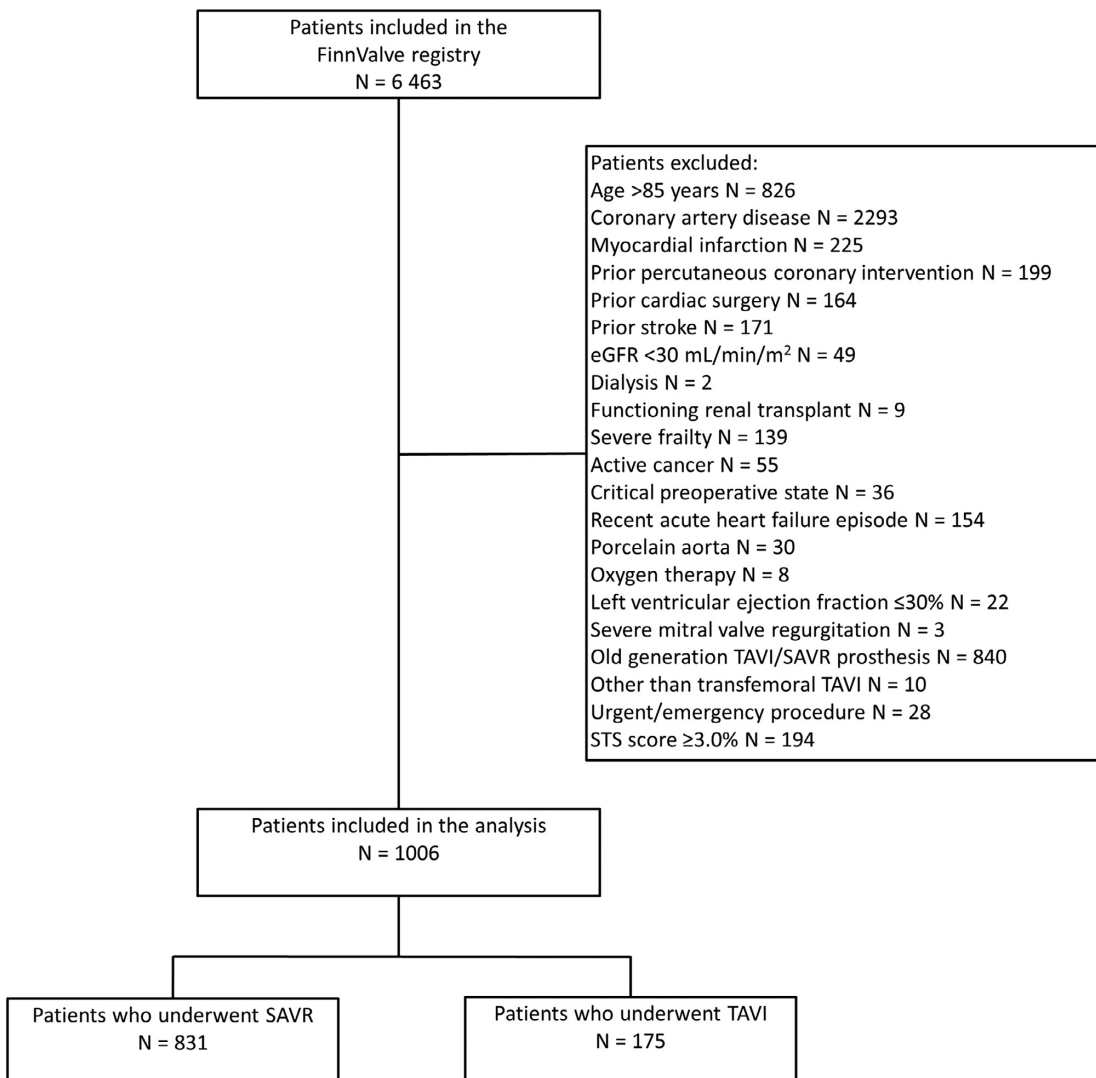 Patients included in the
FinnValve registry
N = 6 463
Patients excluded:
Age >85 years N = 826
Coronary artery disease N = 2293
Myocardial infarction N = 225
Prior percutaneous coronary intervention N = 199
Prior cardiac surgery N = 164
Prior stroke N = 171
eGFR <30 mL/min/m² N = 49
Dialysis N = 2
Functioning renal transplant N = 9
Severe frailty N = 139
Active cancer N = 55
Critical preoperative state N = 36
Recent acute heart failure episode N = 154
Porcelain aorta N = 30
Oxygen therapy N = 8
Left ventricular ejection fraction ≤30% N = 22
Severe mitral valve regurgitation N = 3
Old generation TAVI/SAVR prosthesis N = 840
Other than transfemoral TAVI N = 10
Urgent/emergency procedure N = 28
STS score ≥3.0% N = 194
Patients included in the analysis
N = 1006
Patients who underwent SAVR
N = 831
Patients who underwent TAVI
N = 175